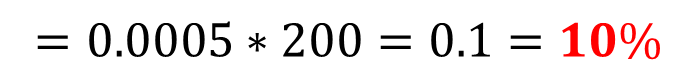 = 0.0005 * 200 = 0.1 = 10%